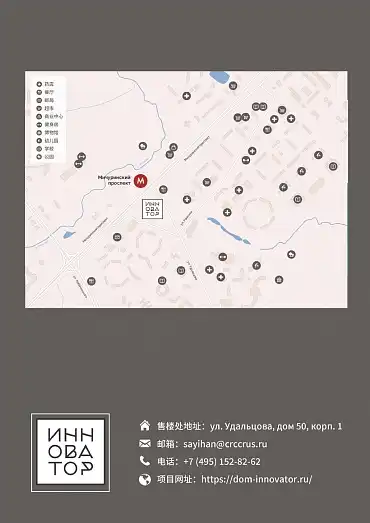 药店
餐厅
邮局
超市
商业中心
健身房
博物馆
幼儿园
学校
公园
Мичуринский
проспект
М
ИНН
ОВА
ТОР
ИНН
ОВА
ТОР
售楼处地址：ул. Удальцова, дом 50, корп. 1
邮箱：sayihan@crccrus.ru
电话：+7 (495) 152-82-62
项目网址：https://dom-innovator.ru/